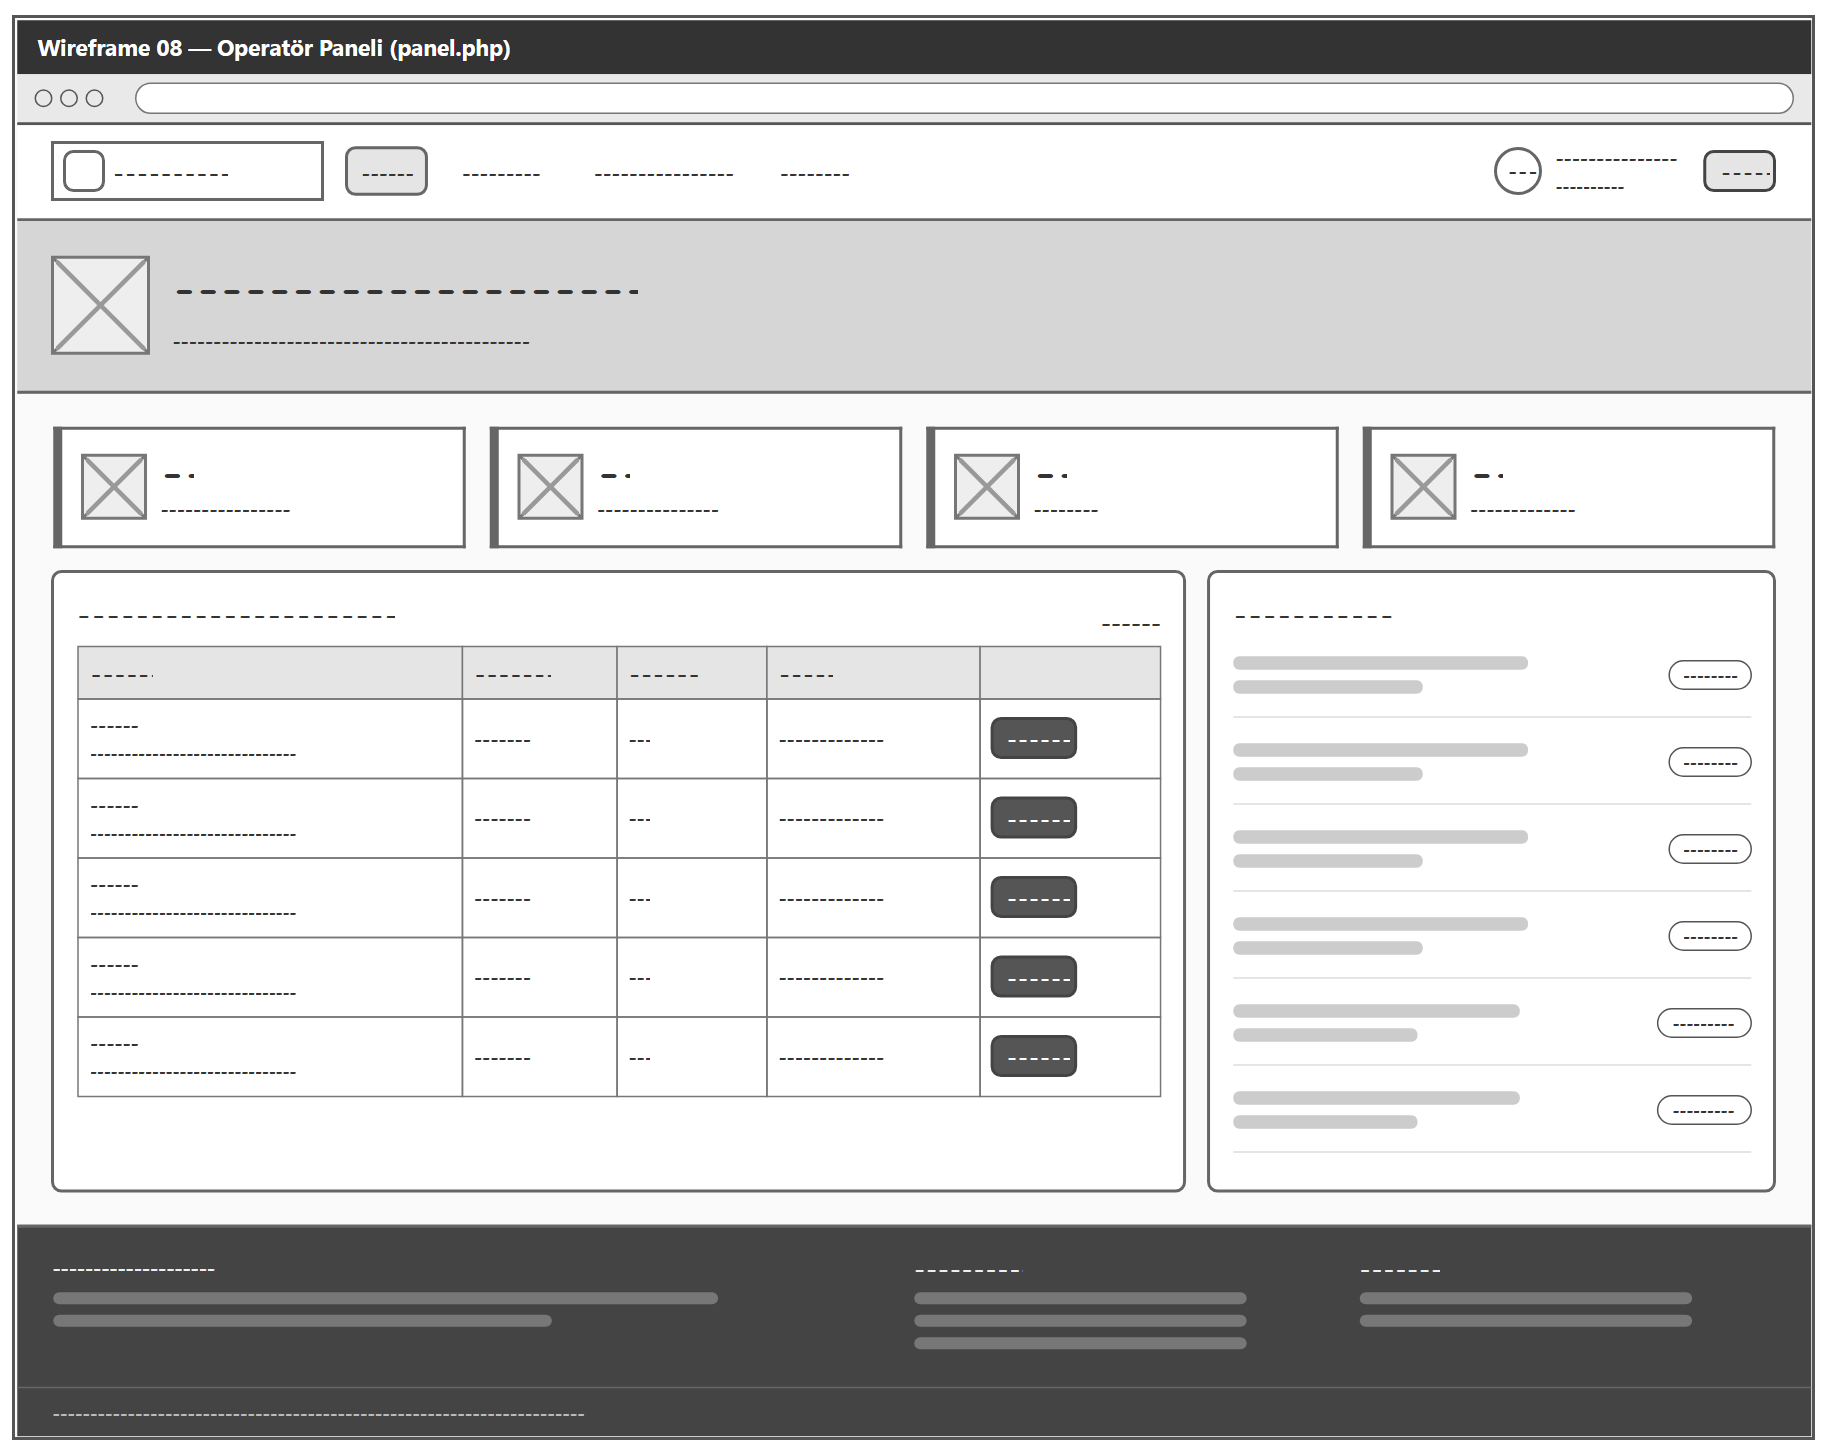 Wireframe 08 — Operatör Paneli (panel.php)